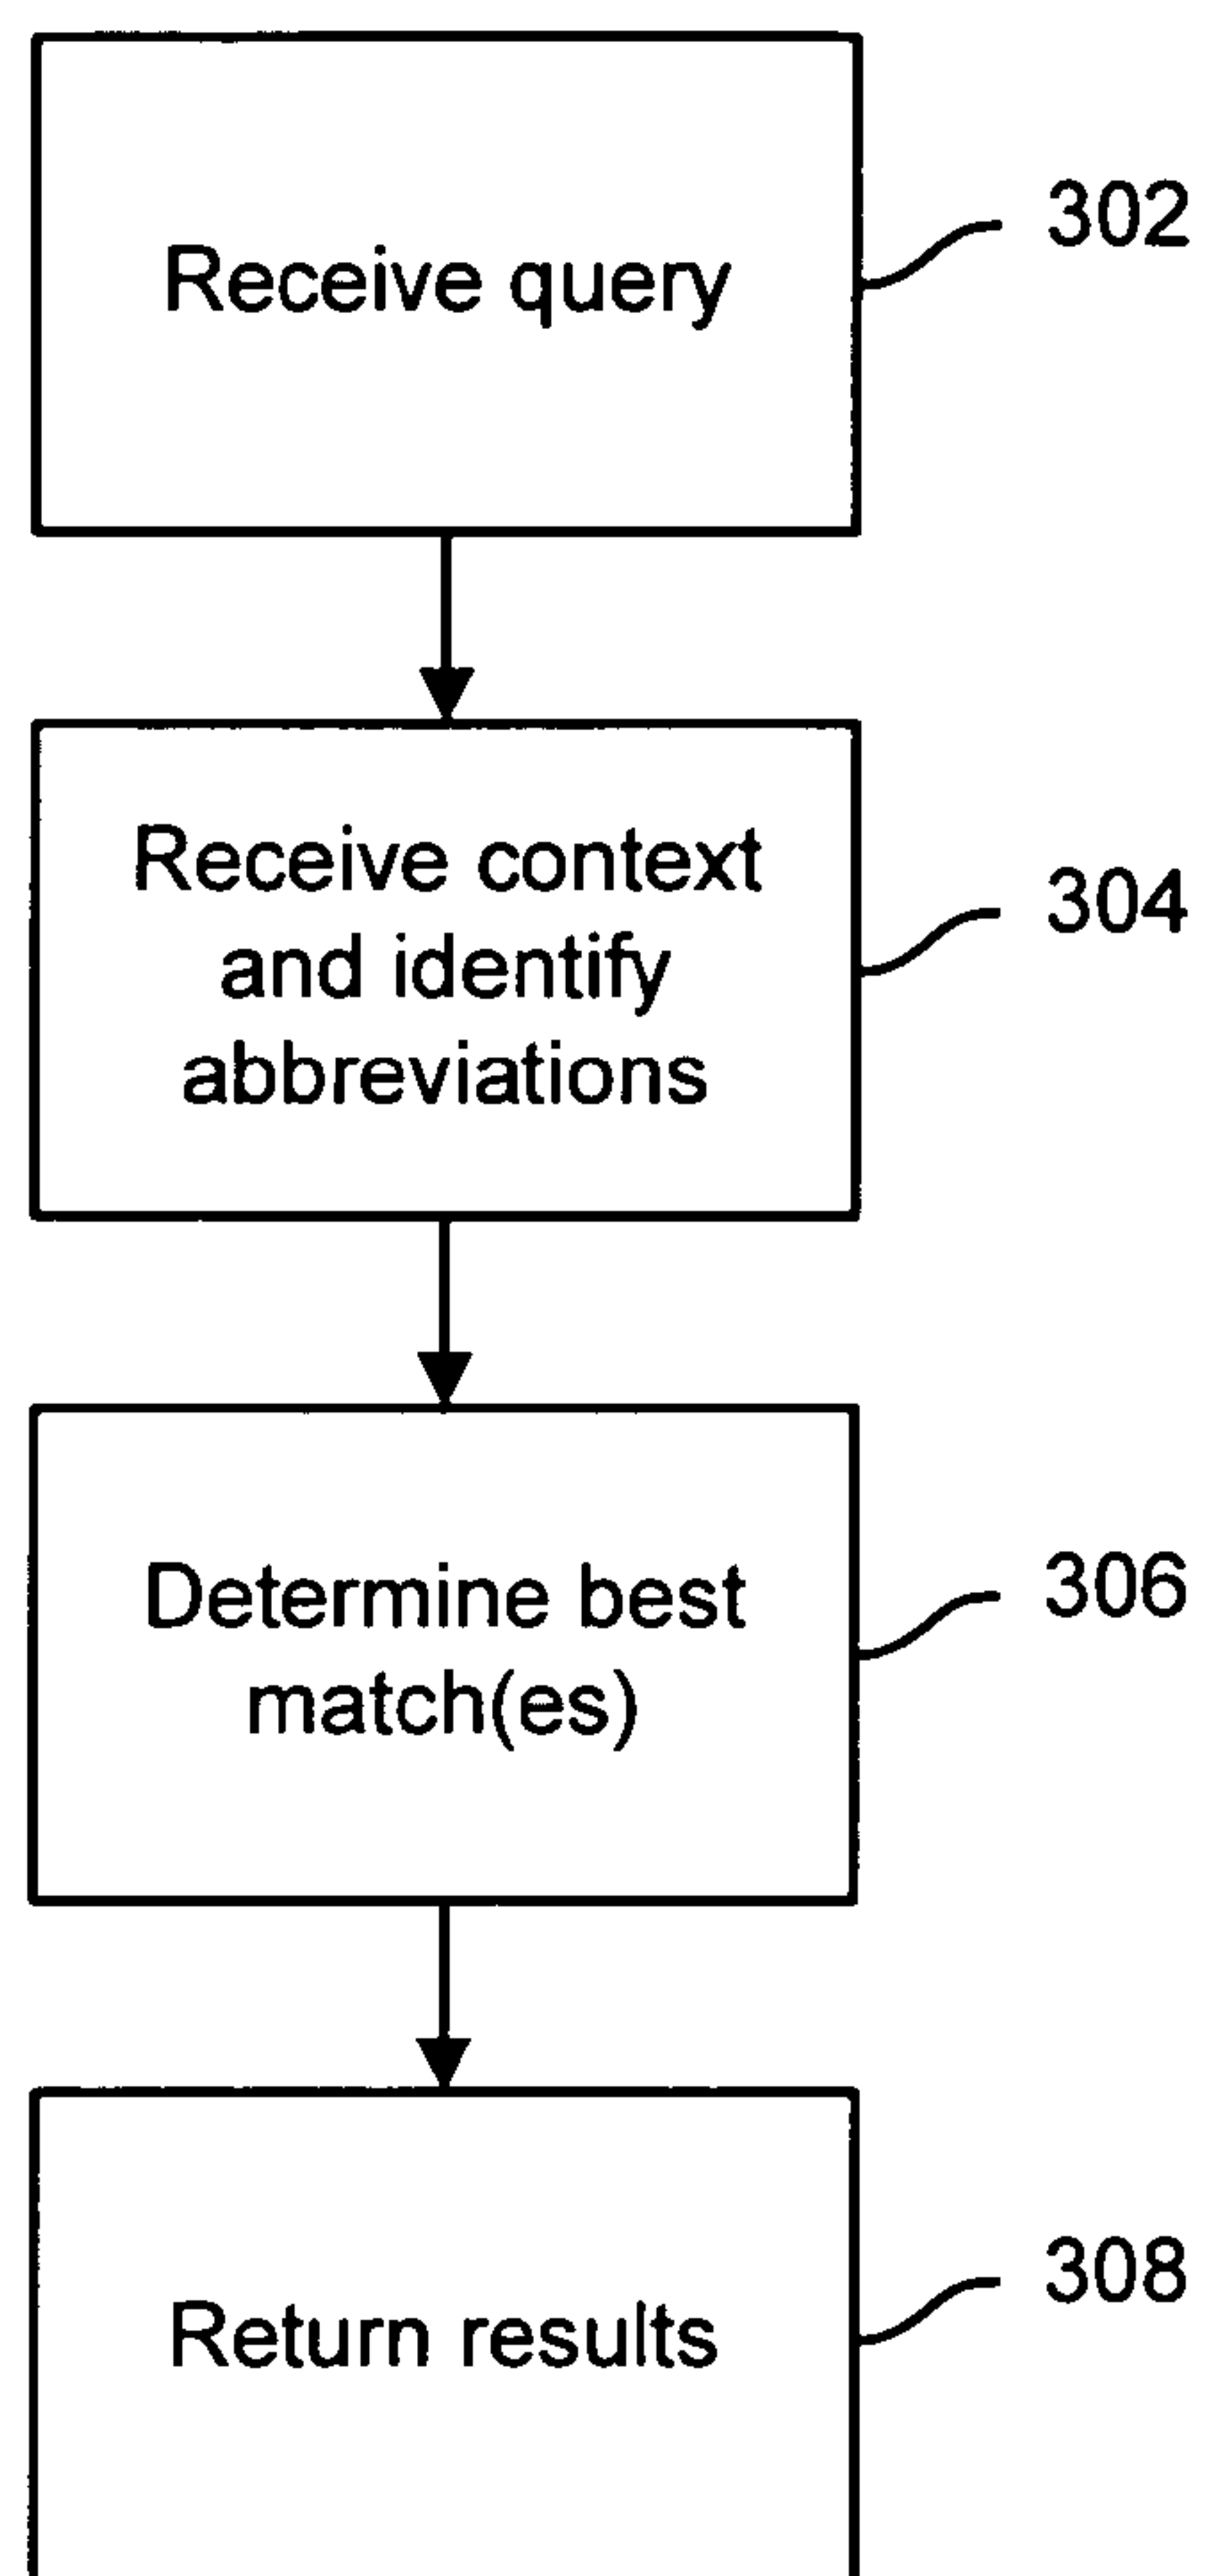 Receive query
302
Receive context
and identify
abbreviations
304
Determine best
match(es)
306
Return results
308